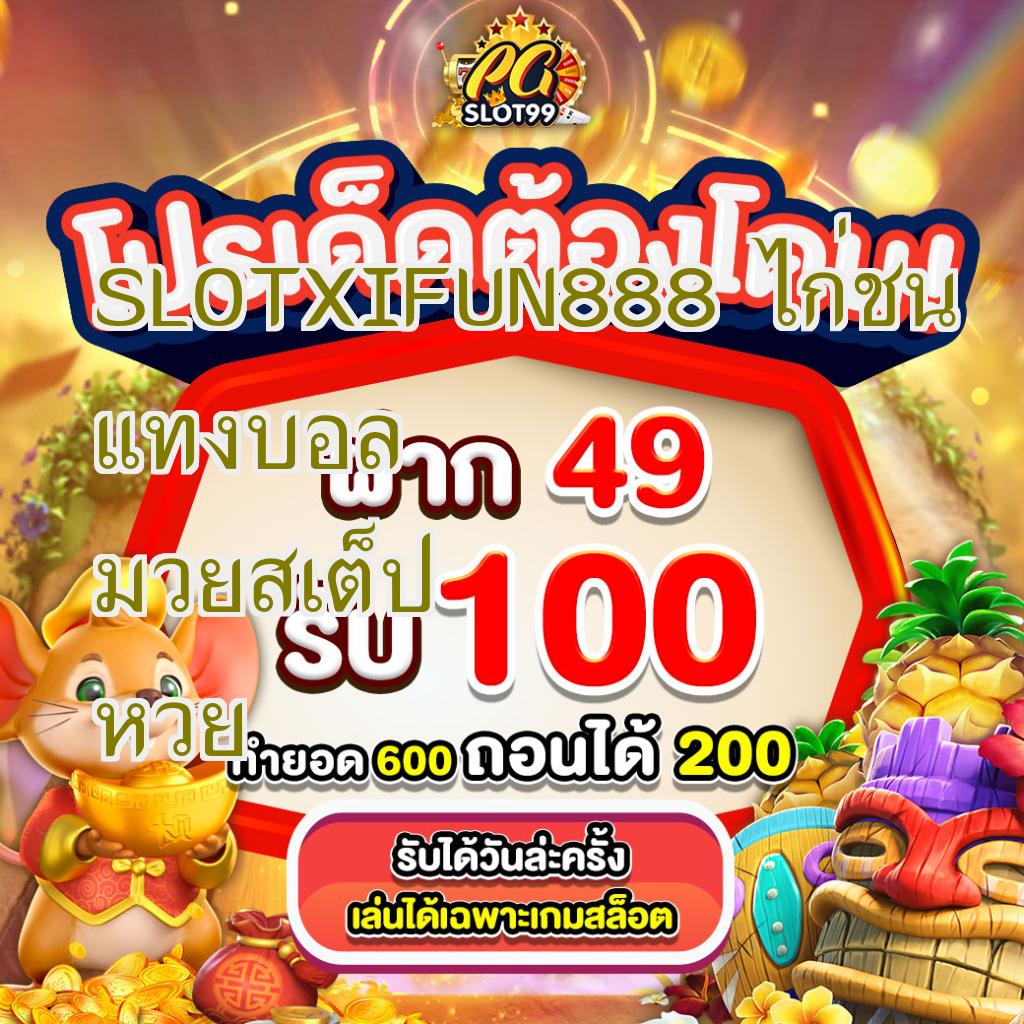 PG
SLOT99
โปรเด็ดต้องโดน
SLOTXIFUN888 ไก่ชน
แทงบอล
ฝาก 49
มวยสเต็ป
รับ 100
หวย
ทำยอด 600 ถอนได้ 200
รับได้วันล่ะครั้ง
เล่นได้เฉพาะเกมสล็อต